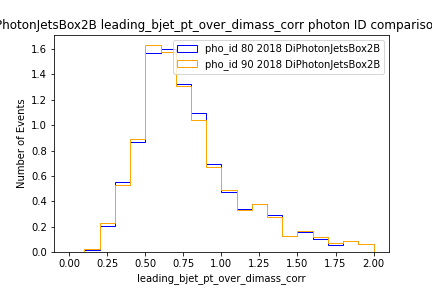 PhotonJetsBox2B leading_bjet_pt_over_dimass_corr photon ID comparison
pho_id 80 2018 DiPhotonJetsBox2B
pho_id 90 2018 DiPhotonJetsBox2B
Number of Events
1.6
1.4
1.2
1.0
0.8
0.6
0.4
0.2
0.0
0.00 0.25 0.50 0.75 1.00 1.25 1.50 1.75 2.00
leading_bjet_pt_over_dimass_corr